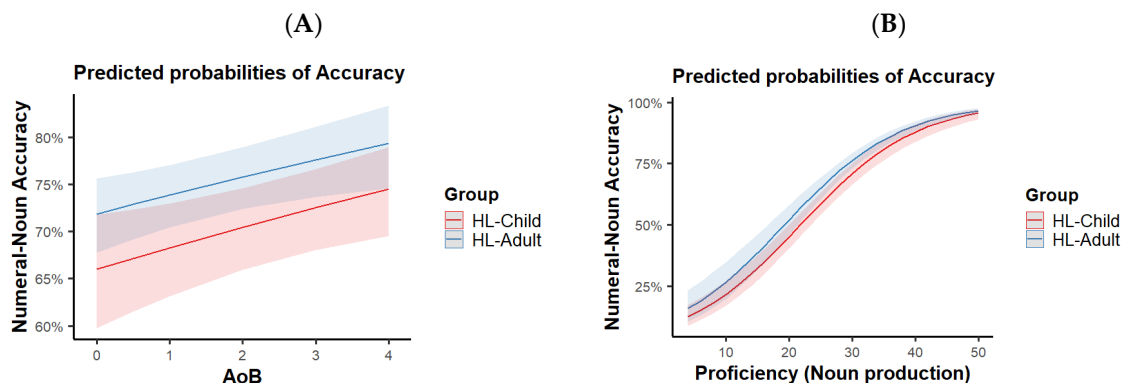 (A)
Predicted probabilities of Accuracy
Numeral-Noun Accuracy
80%
75%
70%
65%
60%
0 1 2 3 4
AoB
Group
HL-Child
HL-Adult
(B)
Predicted probabilities of Accuracy
Numeral-Noun Accuracy
100%
75%
50%
25%
10 20 30 40 50
Proficiency (Noun production)
Group
HL-Child
HL-Adult